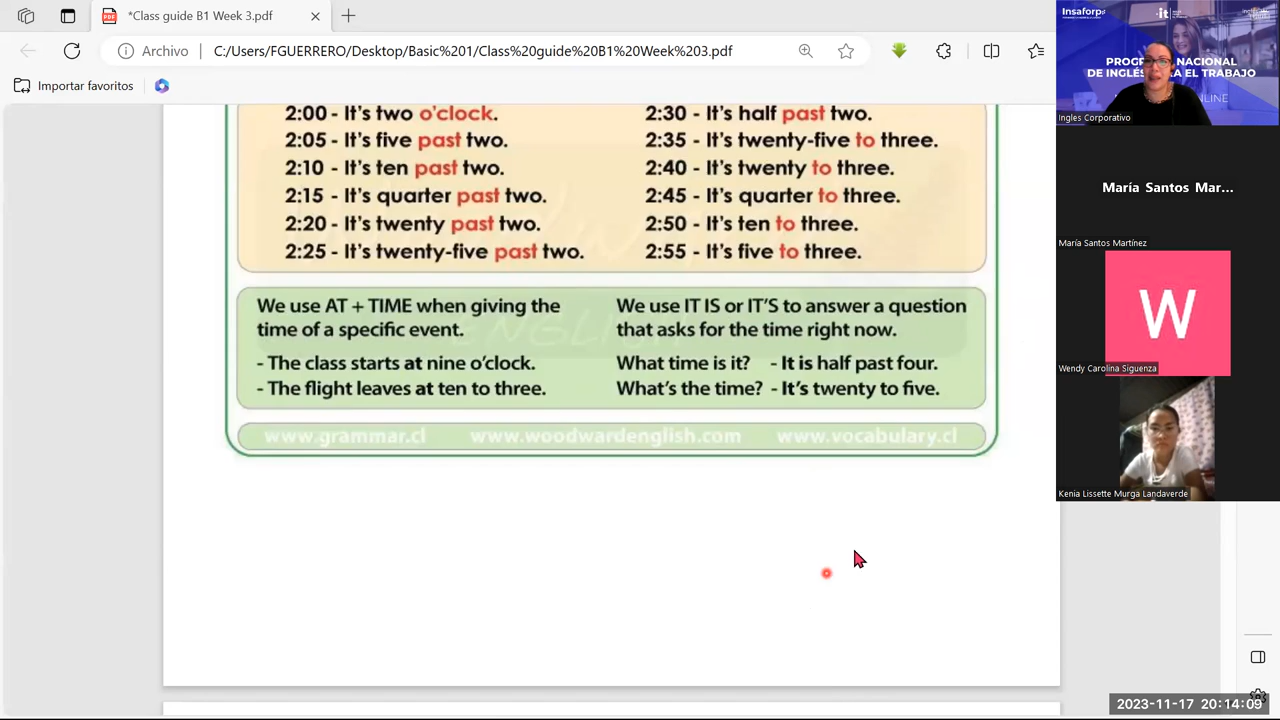 *Class guide B1 Week 3.pdf
Archivo
C:/Users/FGUERRERO/Desktop/Basic%201/Class%20guide%20B1%20Week%203.pdf
Importar favoritos
2:00 - It's two o'clock.
2:05 - It's five past two.
2:10 - It's ten past two.
2:15 - It's quarter past two.
2:20 - It's twenty past two.
2:25 - It's twenty-five past two.
2:30 - It's half past two.
2:35 - It's twenty-five to three.
2:40 - It's twenty to three.
2:45 - It's quarter to three.
2:50 - It's ten to three.
2:55 - It's five to three.
We use AT + TIME when giving the
time of a specific event.
- The class starts at nine o'clock.
- The flight leaves at ten to three.
We use IT IS or IT'S to answer a question
that asks for the time right now.
What time is it? - It is half past four.
What's the time? - It's twenty to five.
www.grammar.cl www.woodwardenglish.com www.vocabulary.cl
Insaforp
it
NACIONAL
DE INGLÉS A EL TRABAJO
Ingles Corporativo
María Santos Mar...
María Santos Martínez
W
Wendy Carolina Siguenza
Kenia Lissette Murga Landaverde
2023-11-17 20:14:09